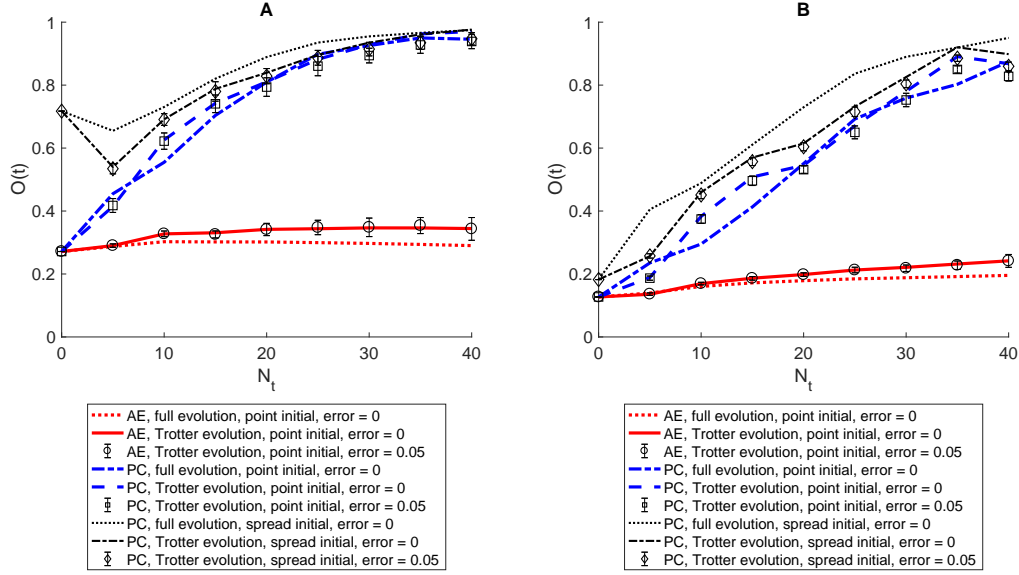 A
O(t)
1
0.8
0.6
0.4
0.2
0
0 10 20 30 40
N_t
AE, full evolution, point initial, error = 0
AE, Trotter evolution, point initial, error = 0
AE, Trotter evolution, point initial, error = 0.05
PC, full evolution, point initial, error = 0
PC, Trotter evolution, point initial, error = 0
PC, Trotter evolution, point initial, error = 0.05
PC, full evolution, spread initial, error = 0
PC, Trotter evolution, spread initial, error = 0
PC, Trotter evolution, spread initial, error = 0.05
B
O(t)
1
0.8
0.6
0.4
0.2
0
0 10 20 30 40
N_t
AE, full evolution, point initial, error = 0
AE, Trotter evolution, point initial, error = 0
AE, Trotter evolution, point initial, error = 0.05
PC, full evolution, point initial, error = 0
PC, Trotter evolution, point initial, error = 0
PC, Trotter evolution, point initial, error = 0.05
PC, full evolution, spread initial, error = 0
PC, Trotter evolution, spread initial, error = 0
PC, Trotter evolution, spread initial, error = 0.05